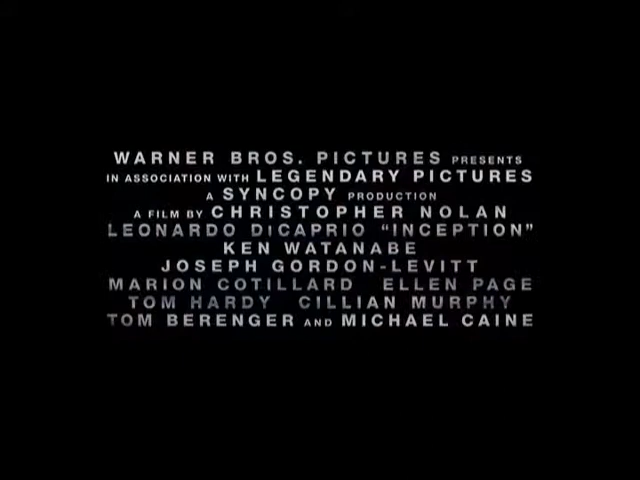 WARNER BROS. PICTURES PRESENTS
IN ASSOCIATION WITH LEGENDARY PICTURES
A SYNCOPY PRODUCTION
A FILM BY CHRISTOPHER NOLAN
LEONARDO DiCAPRIO "INCEPTION"
KEN WATANABE
JOSEPH GORDON-LEVITT
MARION COTILLARD ELLEN PAGE
TOM HARDY CILLIAN MURPHY
TOM BERENGER AND MICHAEL CAINE